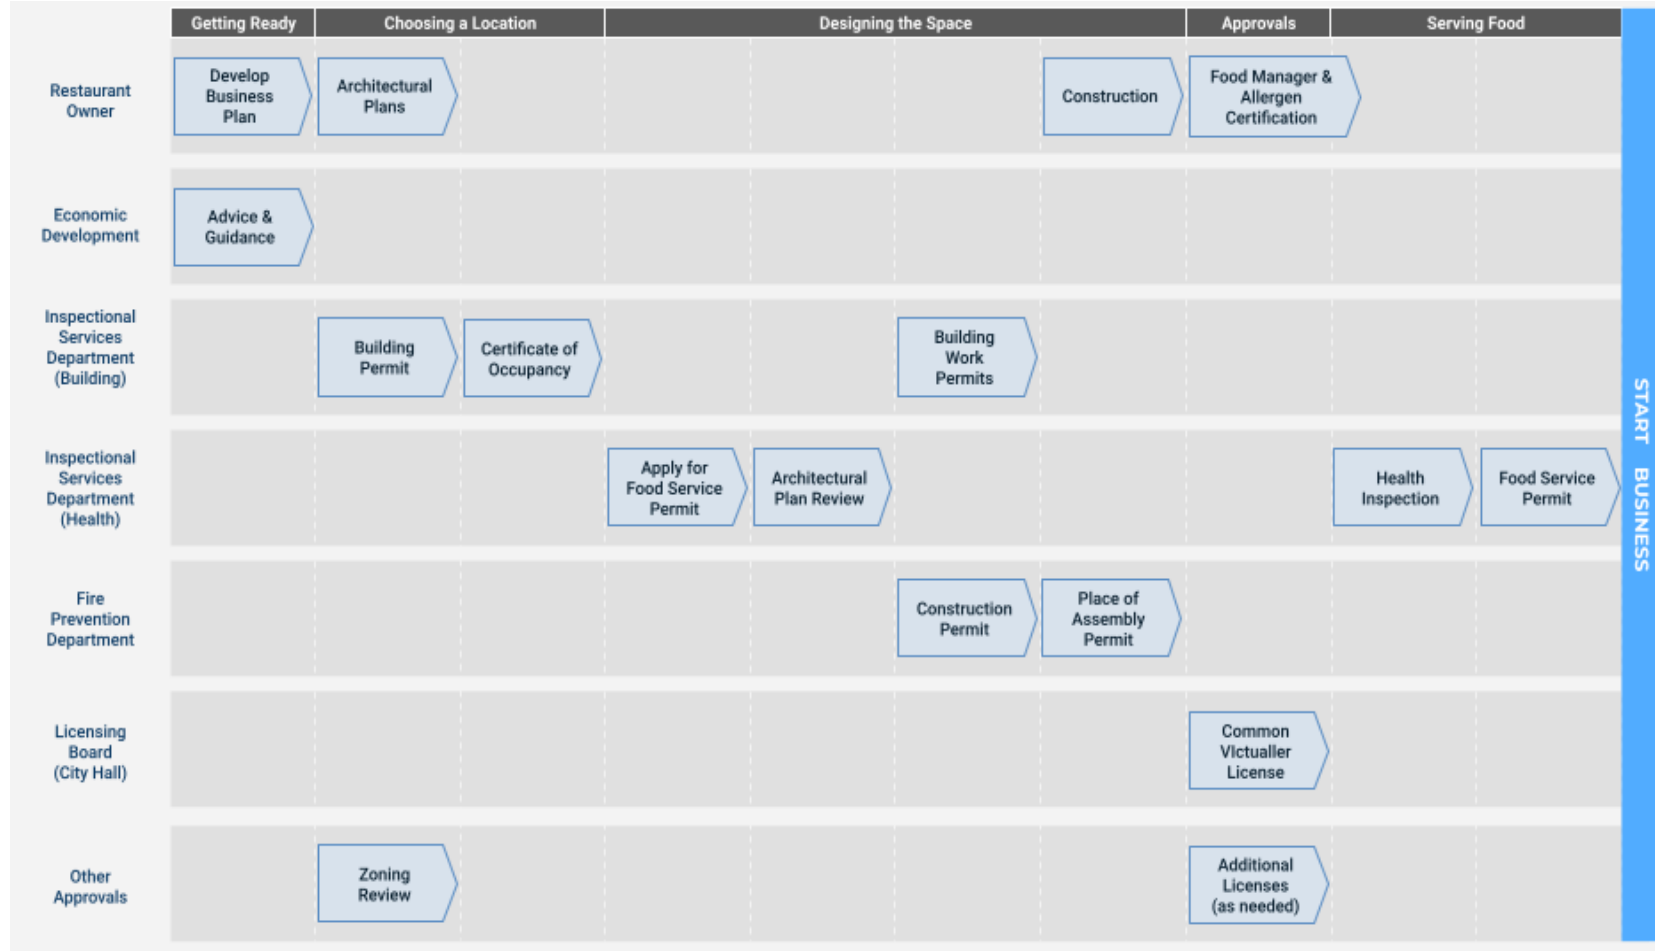 Getting Ready
Choosing a Location
Designing the Space
Approvals
Serving Food
Restaurant
Owner
Develop
Business
Plan
Architectural
Plans
Construction
Food Manager &
Allergen
Certification
Economic
Development
Advice &
Guidance
Inspectional
Services
Department
(Building)
Building
Permit
Certificate of
Occupancy
Building
Work
Permits
Inspectional
Services
Department
(Health)
Apply for
Food Service
Permit
Architectural
Plan Review
Health
Inspection
Food Service
Permit
Fire
Prevention
Department
Construction
Permit
Place of
Assembly
Permit
Licensing
Board
(City Hall)
Common
VIctualler
License
Other
Approvals
Zoning
Review
Additional
Licenses
(as needed)
START BUSINESS